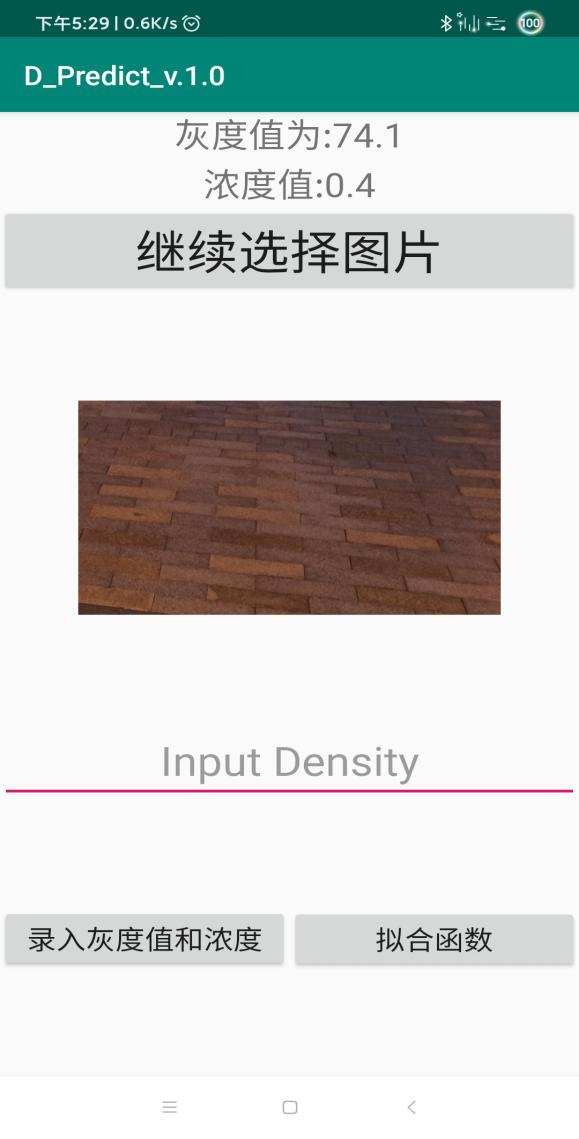 下午5:29 | 0.6K/s 100
D_Predict_v.1.0
灰度值为:74.1
浓度值:0.4
继续选择图片
Input Density
录入灰度值和浓度 拟合函数